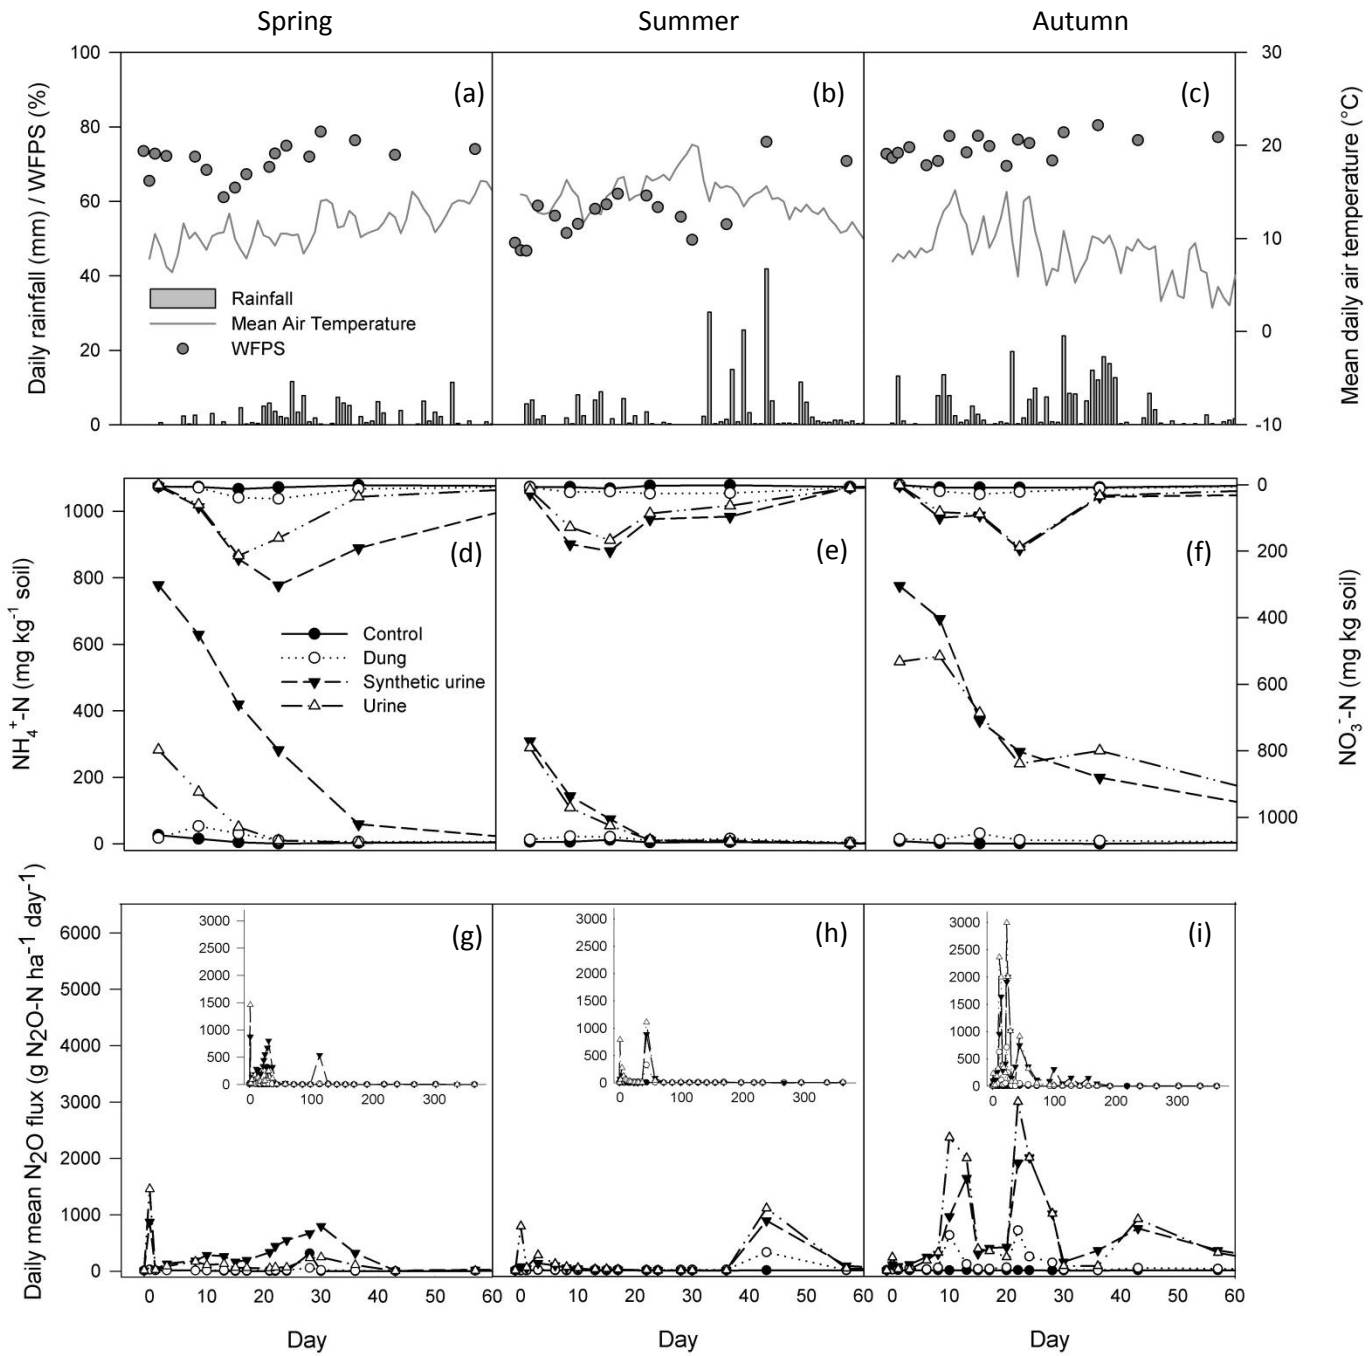 Spring Summer Autumn
100 30
(a) (b) (c)
80 20
60 10
40
Rainfall
Mean Air Temperature 0
20 WFPS
0 -10
Daily rainfall (mm) / WFPS (%)
Mean daily air temperature (°C)
1000 0
(d) (e) (f)
800 200
600 400
Control
Dung
Synthetic urine
Urine
400 600
200 800
0 1000
NH₄⁺-N (mg kg⁻¹ soil)
NO₃⁻-N (mg kg soil)
6000 3000 3000 3000
(g) (h) (i)
2500 2500 2500
5000 2000 2000 2000
1500 1500 1500
4000 1000 1000 1000
500 500 500
0 0 0
3000 0 100 200 300 0 100 200 300 0 100 200 300
2000
1000
0
Daily mean N₂O flux (g N₂O-N ha⁻¹ day⁻¹)
0 10 20 30 40 50 60 0 10 20 30 40 50 60 0 10 20 30 40 50 60
Day Day Day